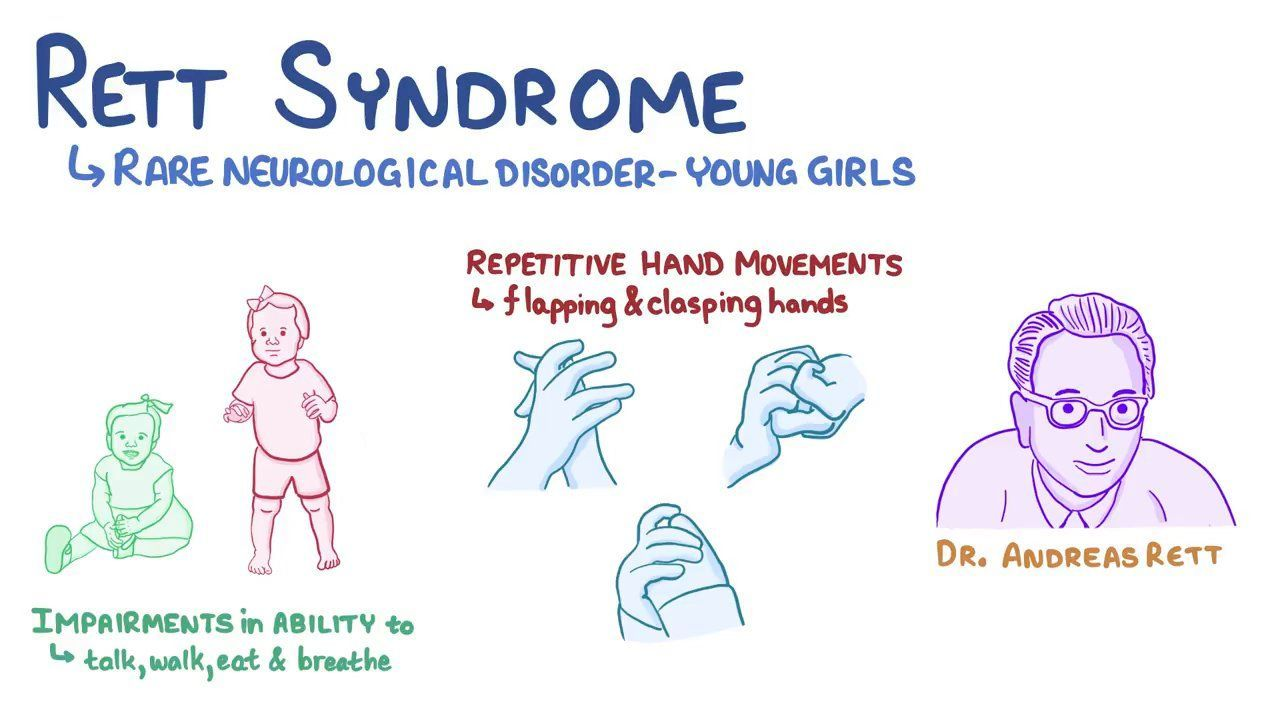 RETT SYNDROME
↳ RARE NEUROLOGICAL DISORDER - YOUNG GIRLS
REPETITIVE HAND MOVEMENTS
↳ flapping & clasping hands
DR. ANDREAS RETT
IMPAIRMENTS in ABILITY to
↳ talk, walk, eat & breathe